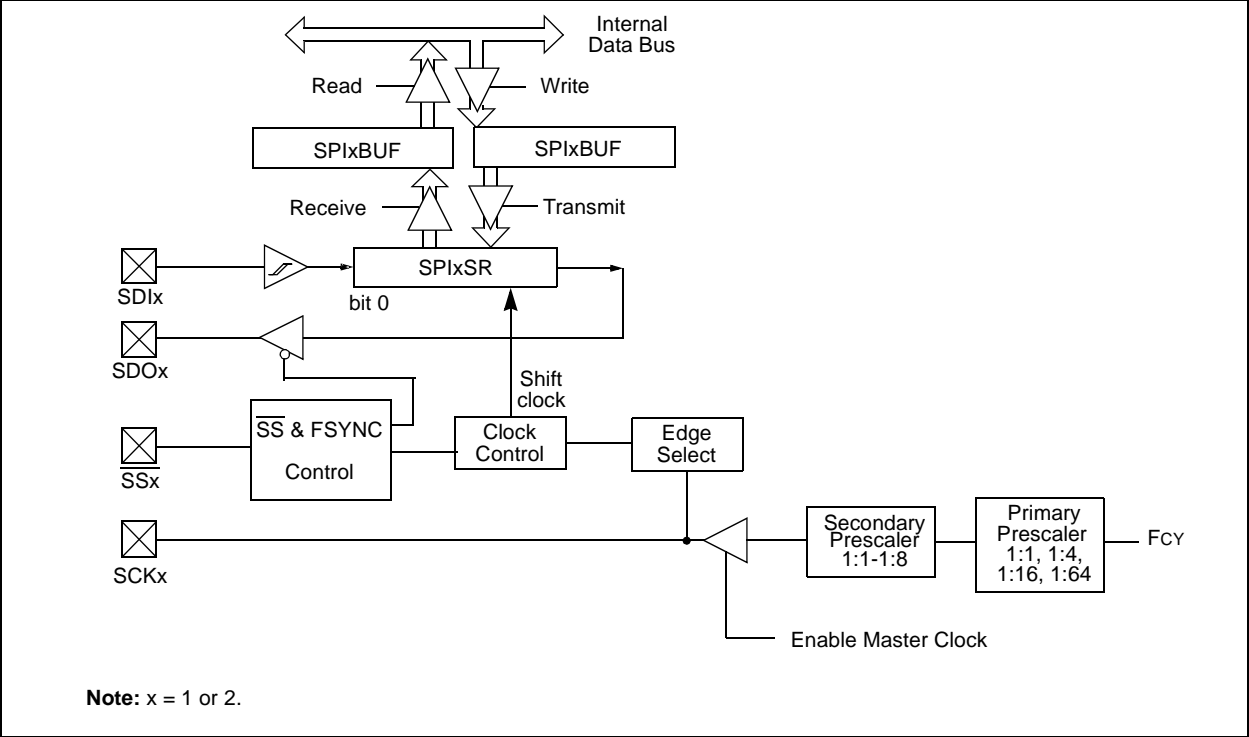 Internal
Data Bus
Read
Write
SPIxBUF
SPIxBUF
Receive
Transmit
SDIx
SPIxSR
bit 0
SDOx
Shift
clock
SS & FSYNC
Control
Clock
Control
Edge
Select
SSx
SCKx
Secondary
Prescaler
1:1-1:8
Primary
Prescaler
1:1, 1:4,
1:16, 1:64
FCY
Enable Master Clock
Note: x = 1 or 2.